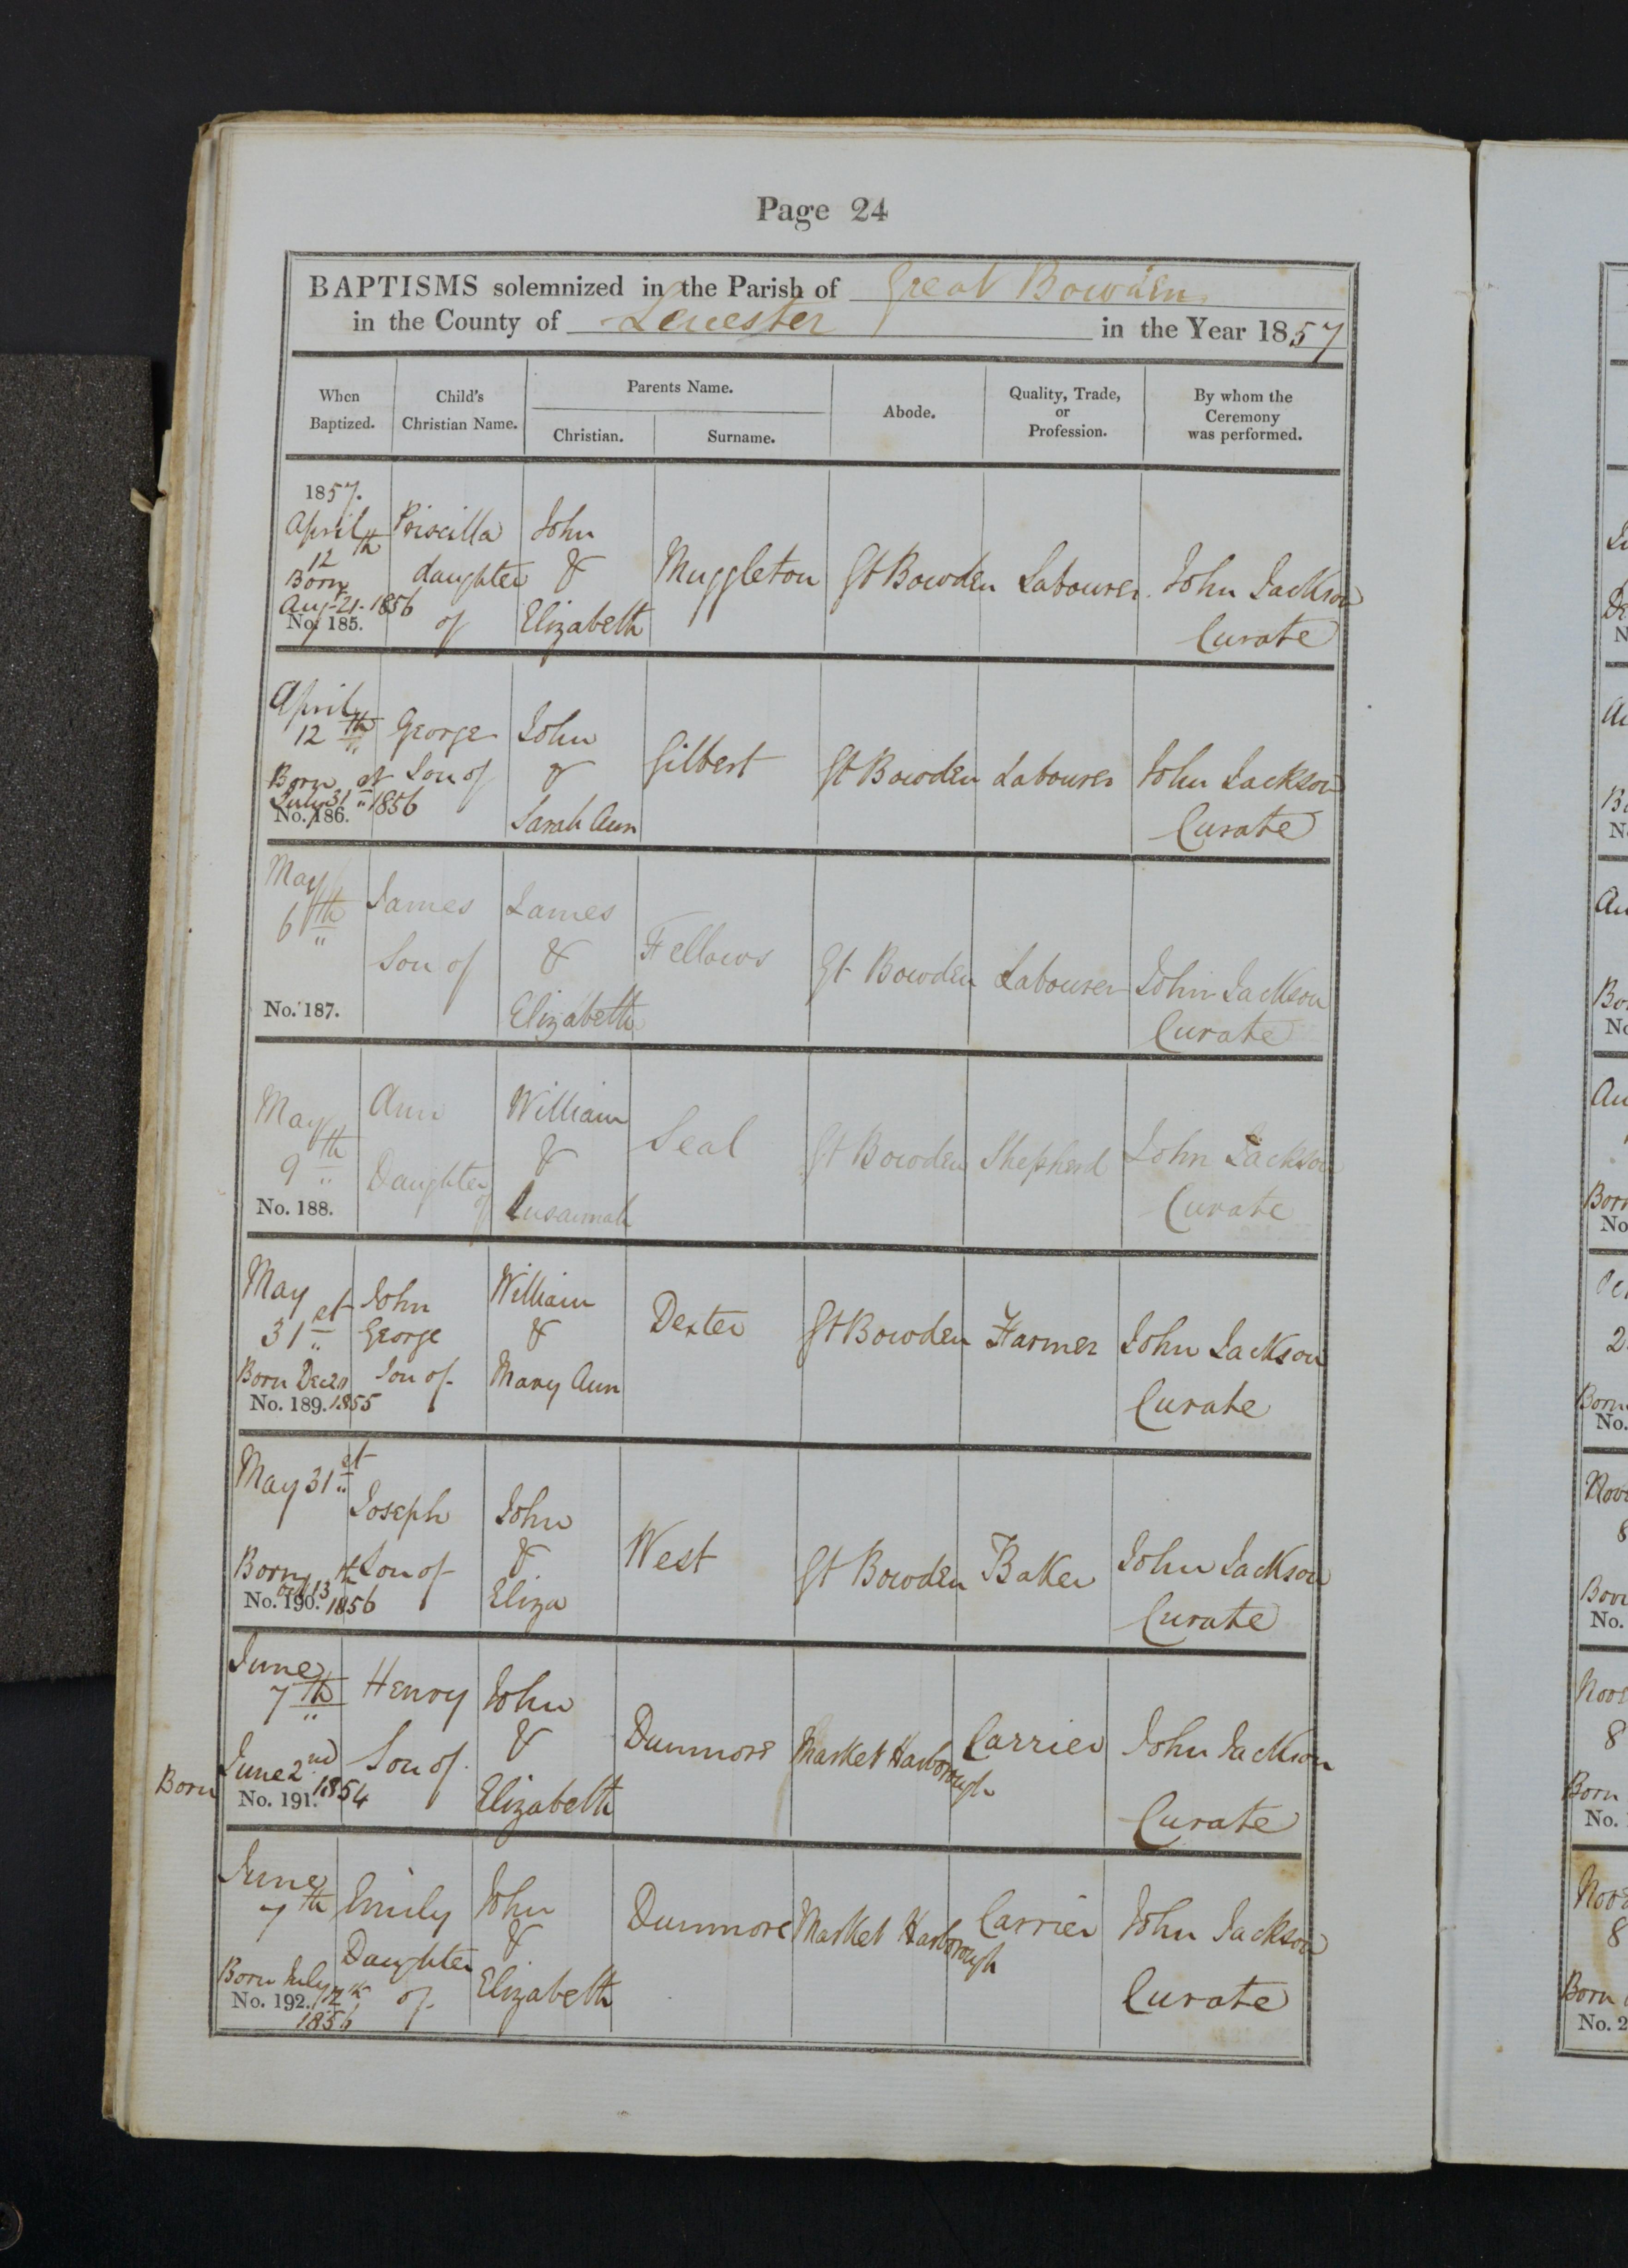 Page 24
BAPTISMS solemnized in the Parish of Great Bowden
in the County of Leicester in the Year 1857
When Baptized.
Child's Christian Name.
Parents Name.
Christian.
Surname.
Abode.
Quality, Trade, or Profession.
By whom the Ceremony was performed.
1857.
April 12th
Born Aug 21 1856
No. 185.
Priscilla daughter of
John & Elizabeth
Muggleton
Gt Bowden
Labourer
John Jackson Curate
April 12th
Born July 31st 1856
No. 186.
George Son of
John & Sarah Ann
Gilbert
Gt Bowden
Labourer
John Jackson Curate
May 6th
No. 187.
James Son of
James & Elizabeth
Fellows
Gt Bowden
Labourer
John Jackson Curate
May 9th
No. 188.
Ann Daughter of
William & Susannah
Seal
Gt Bowden
Shepherd
John Jackson Curate
May 31st
Born Dec 1855
No. 189.
John George Son of
William & Mary Ann
Dexter
Gt Bowden
Farmer
John Jackson Curate
May 31st
Born Oct 13th 1856
No. 190.
Joseph Son of
John & Eliza
West
Gt Bowden
Baker
John Jackson Curate
June 7th
Born June 2nd 1854
No. 191.
Henry Son of
John & Elizabeth
Dunmore
Market Harborough
Carrier
John Jackson Curate
June 7th
Born July 12th 1856
No. 192.
Emily Daughter of
John & Elizabeth
Dunmore
Market Harborough
Carrier
John Jackson Curate